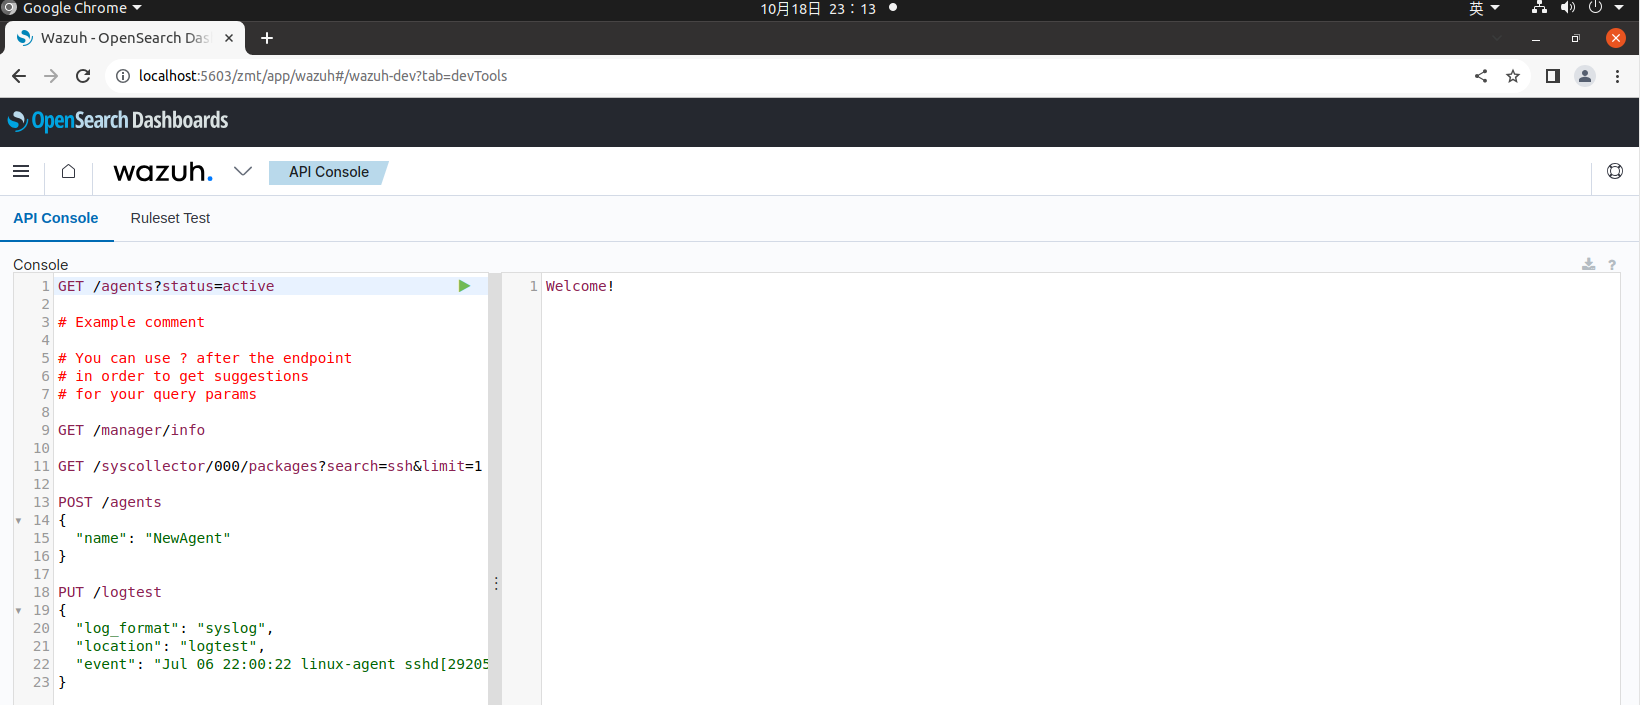 Google Chrome
10月18日 23：13
英
Wazuh - OpenSearch Das
localhost:5603/zmt/app/wazuh#/wazuh-dev?tab=devTools
OpenSearch Dashboards
wazuh.
API Console
API Console
Ruleset Test
Console
?
1 GET /agents?status=active
2
3 # Example comment
4
5 # You can use ? after the endpoint
6 # in order to get suggestions
7 # for your query params
8
9 GET /manager/info
10
11 GET /syscollector/000/packages?search=ssh&limit=1
12
13 POST /agents
14 {
15 "name": "NewAgent"
16 }
17
18 PUT /logtest
19 {
20 "log_format": "syslog",
21 "location": "logtest",
22 "event": "Jul 06 22:00:22 linux-agent sshd[29205
23 }
1 Welcome!